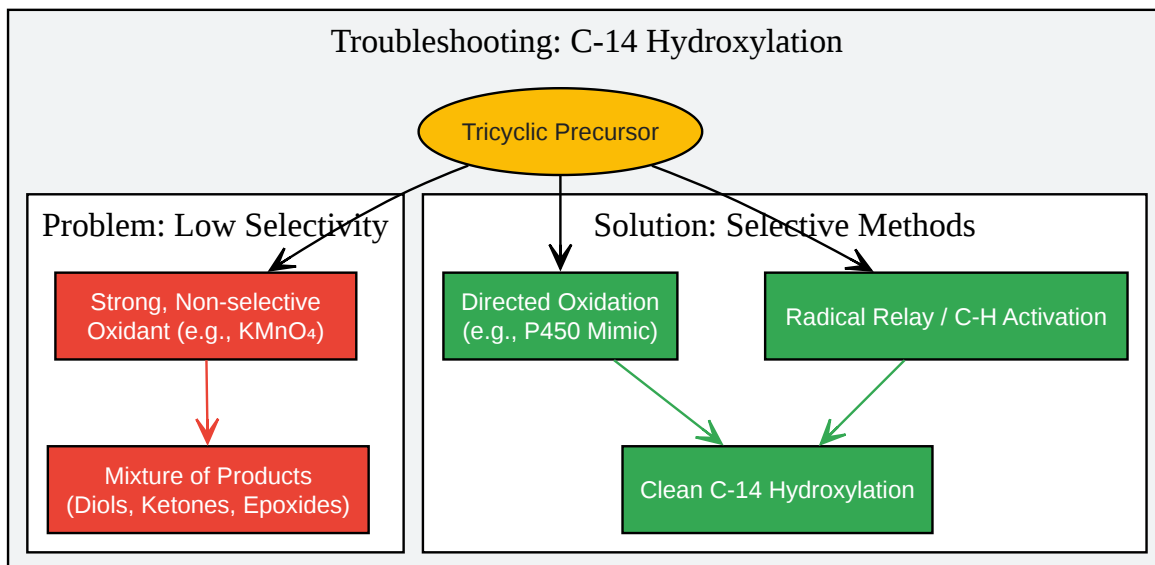 Troubleshooting: C-14 Hydroxylation
Tricyclic Precursor
Problem: Low Selectivity
Solution: Selective Methods
Strong, Non-selective
Oxidant (e.g., KMnO₄)
Directed Oxidation
(e.g., P450 Mimic)
Radical Relay / C-H Activation
Mixture of Products
(Diols, Ketones, Epoxides)
Clean C-14 Hydroxylation